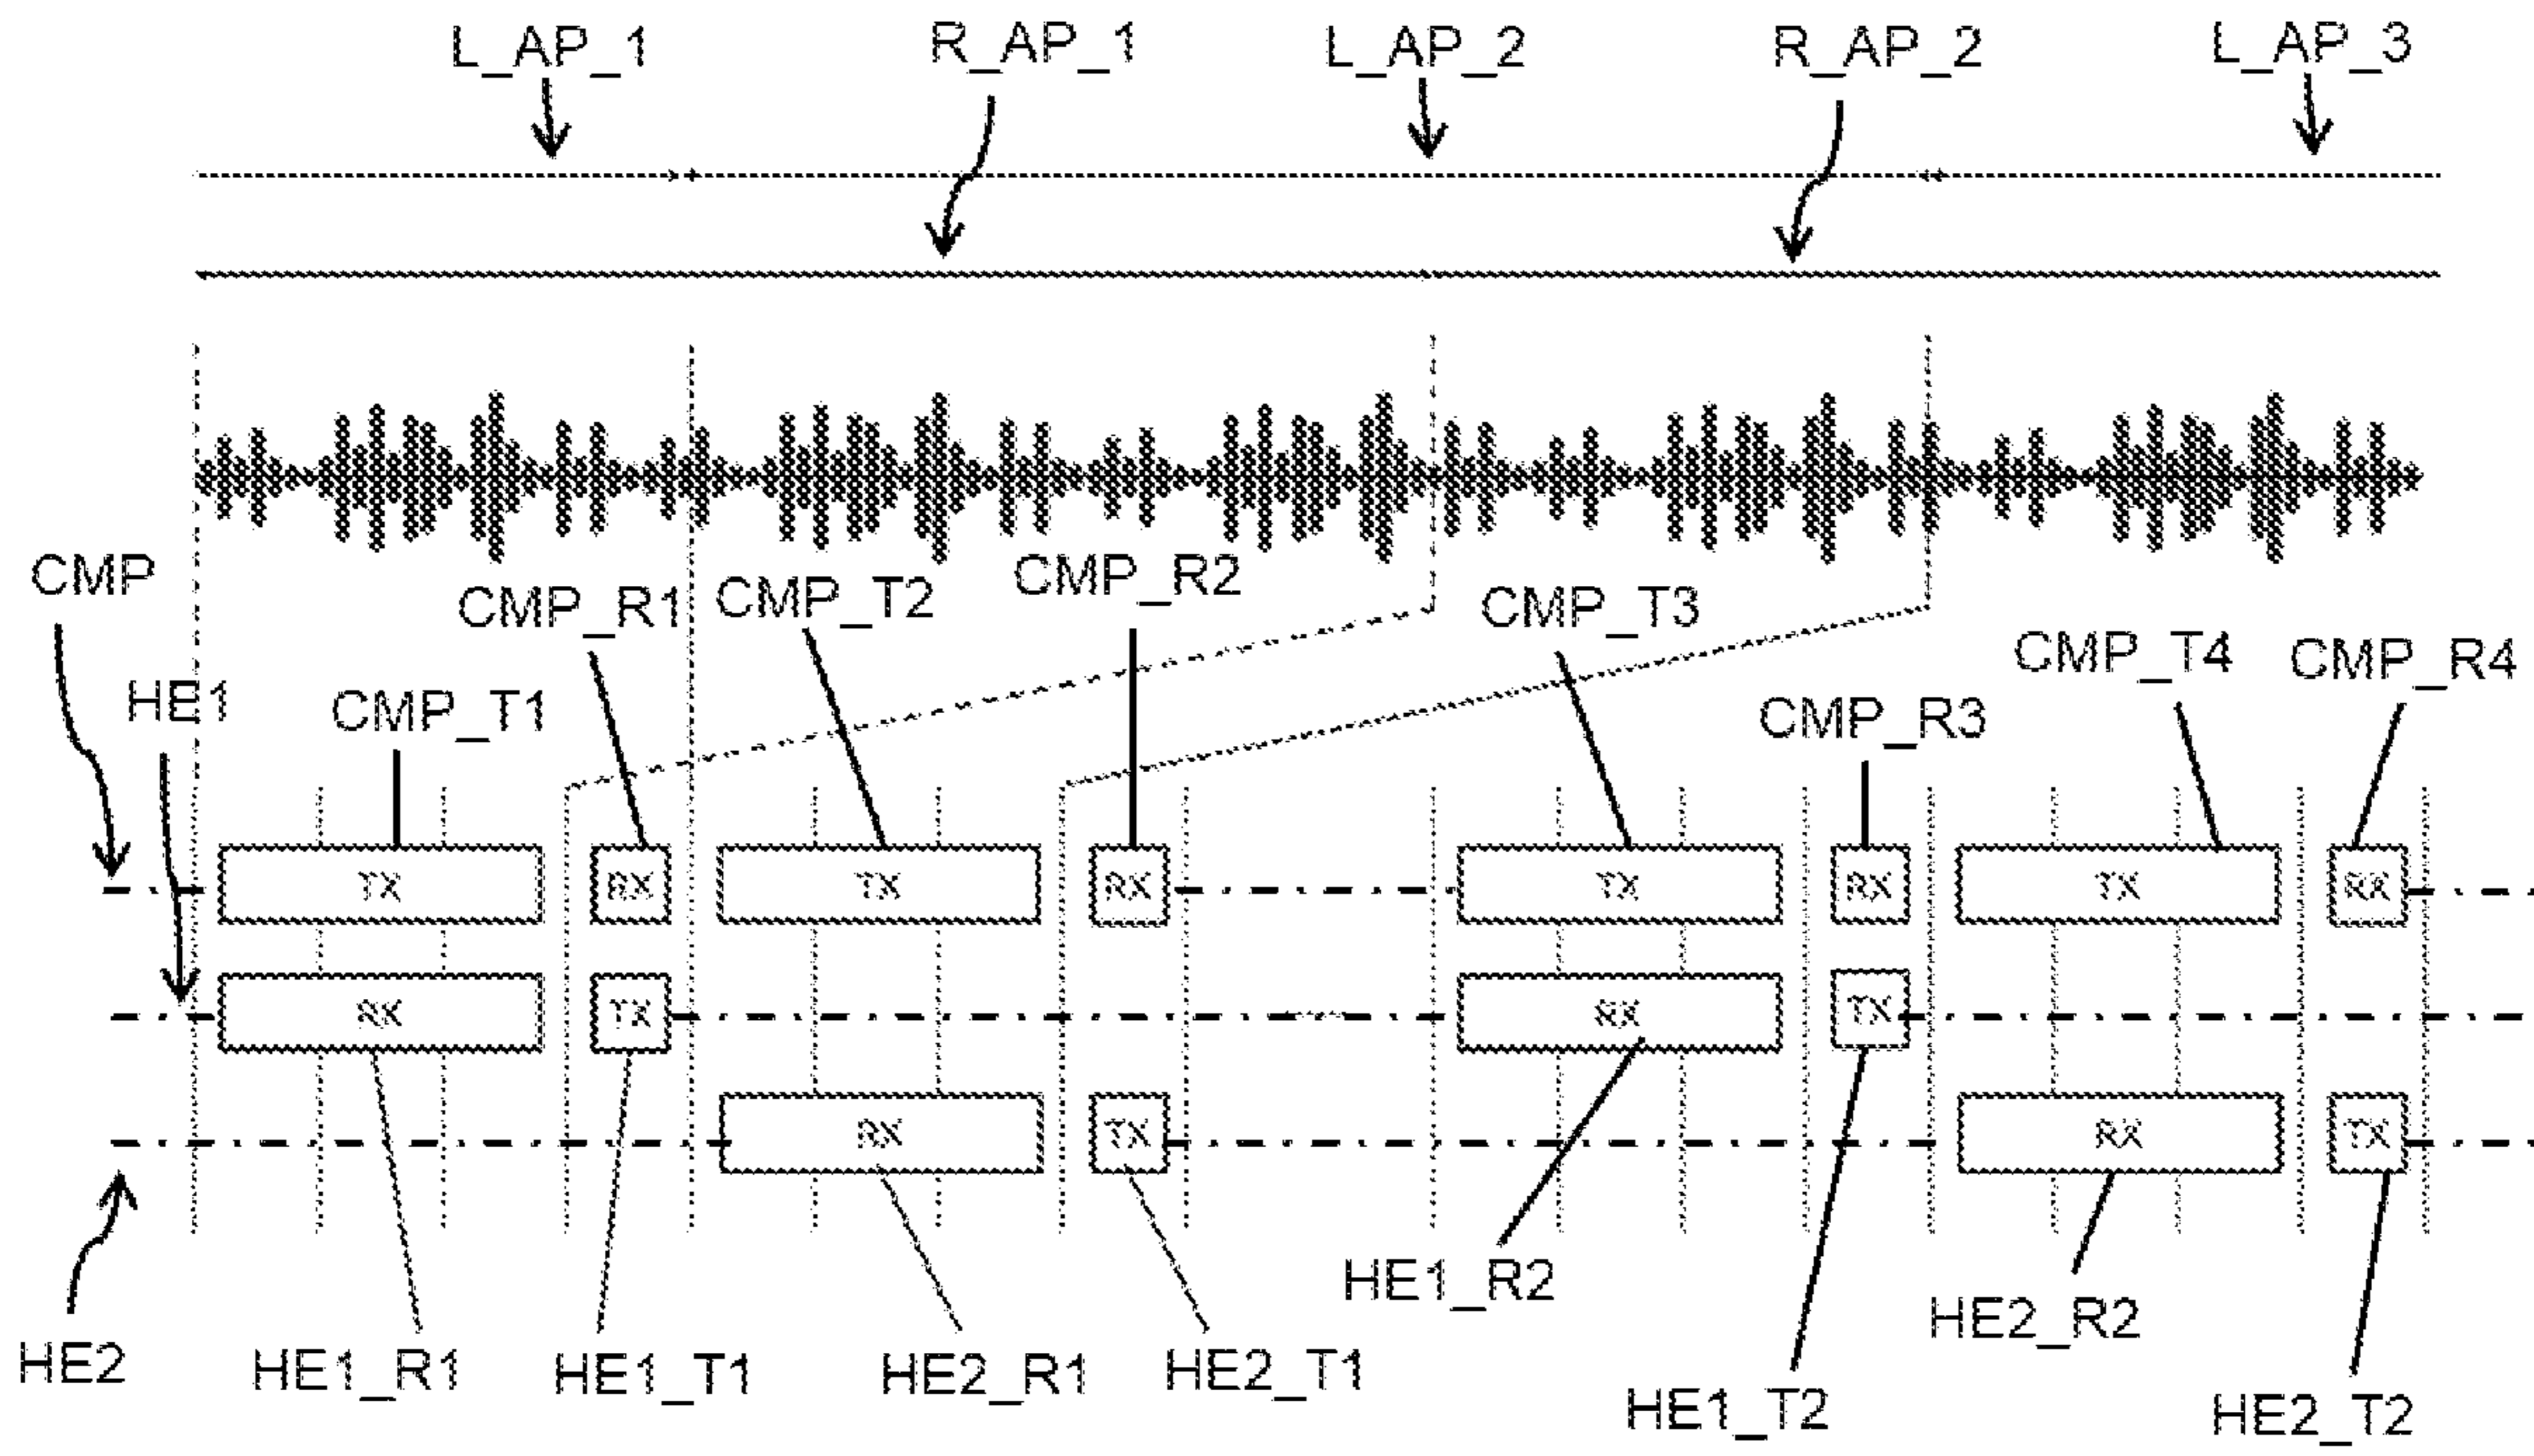 L_AP_1 R_AP_1 L_AP_2 R_AP_2 L_AP_3
CMP CMP_R1 CMP_T2 CMP_R2 CMP_T3 CMP_T4 CMP_R4
HE1 CMP_T1 CMP_R3
TX RX TX RX TX RX TX RX
RX TX RX TX
RX TX RX TX
HE1_R2
HE2_R2
HE2 HE1_R1 HE1_T1 HE2_R1 HE2_T1
HE1_T2 HE2_T2